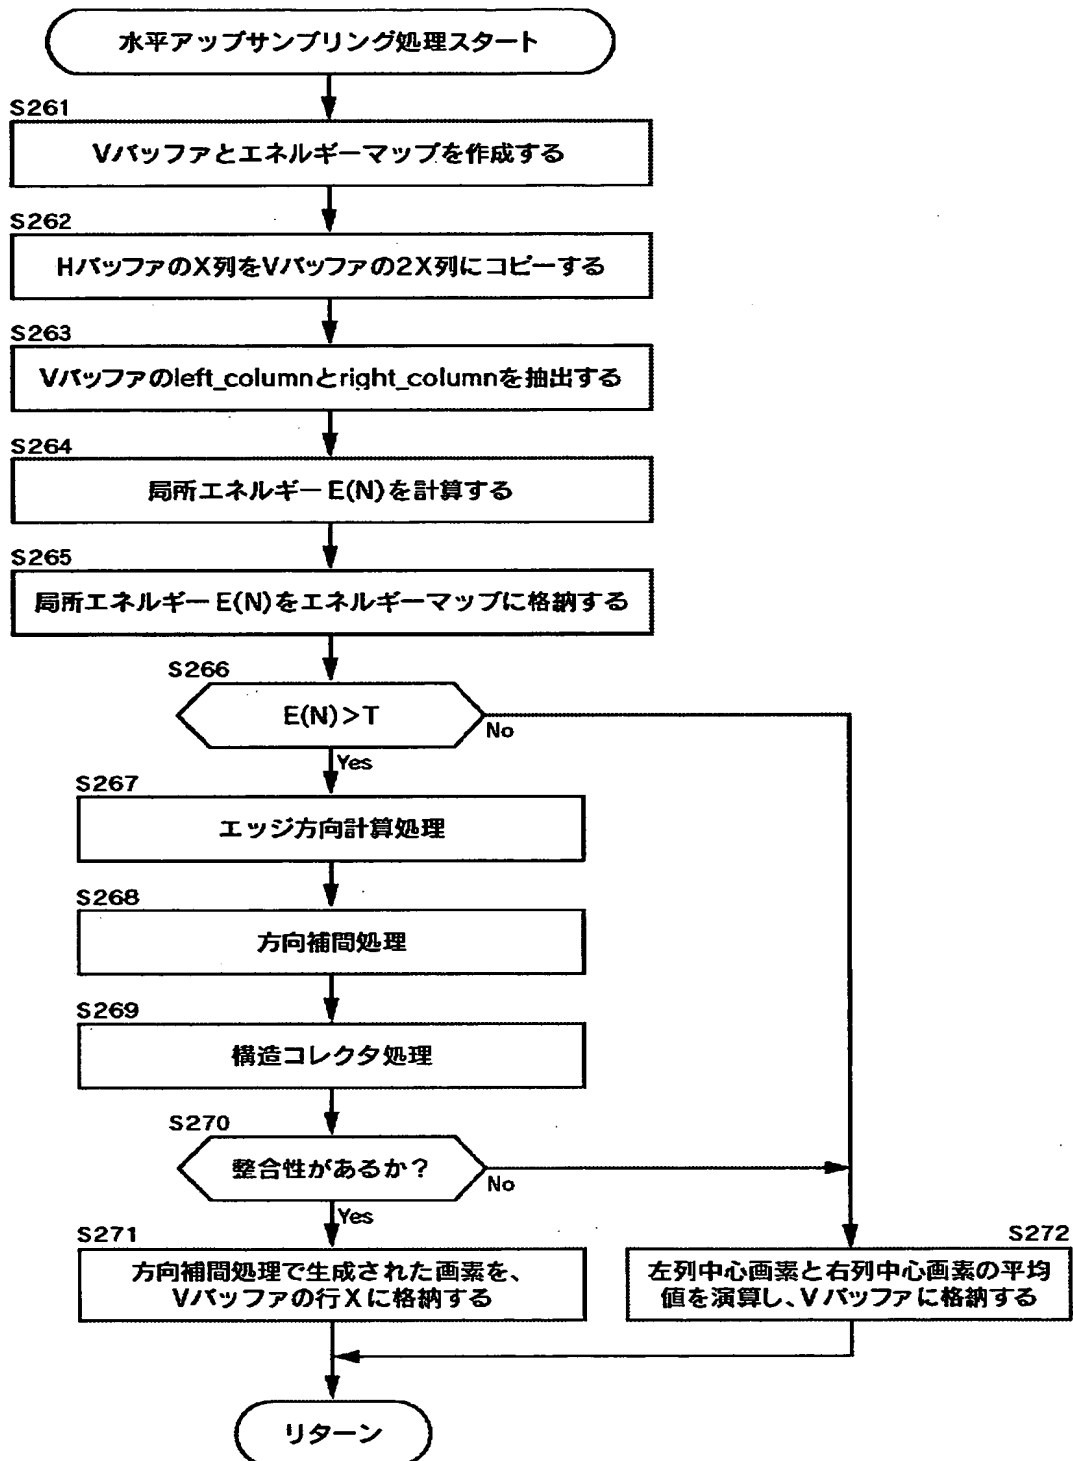 水平アップサンプリング処理スタート
S261
Vバッファとエネルギーマップを作成する
S262
HバッファのX列をVバッファの2X列にコピーする
S263
Vバッファのleft_columnとright_columnを抽出する
S264
局所エネルギーE(N)を計算する
S265
局所エネルギーE(N)をエネルギーマップに格納する
S266
E(N)>T
No
Yes
S267
エッジ方向計算処理
S268
方向補間処理
S269
構造コレクタ処理
S270
整合性があるか?
No
Yes
S271
方向補間処理で生成された画素を、
Vバッファの行Xに格納する
S272
左列中心画素と右列中心画素の平均
値を演算し、Vバッファに格納する
リターン